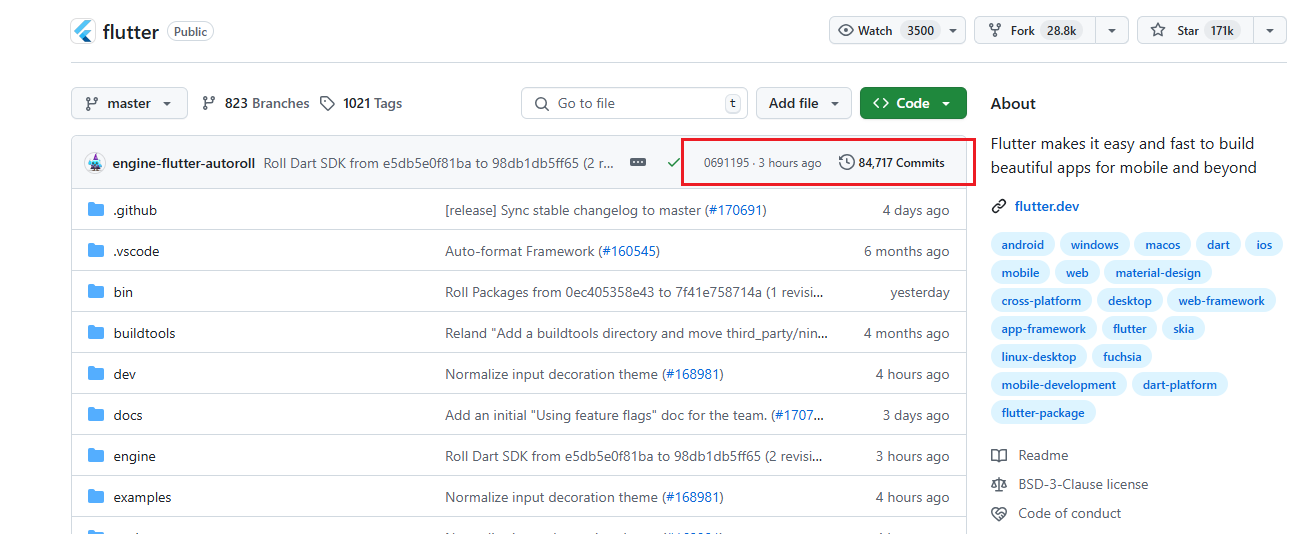 flutter Public Watch 3500 Fork 28.8k Star 171k
master 823 Branches 1021 Tags Go to file t Add file Code
engine-flutter-autoroll Roll Dart SDK from e5db5e0f81ba to 98db1db5ff65 (2 r... 0691195 · 3 hours ago 84,717 Commits
.github [release] Sync stable changelog to master (#170691) 4 days ago
.vscode Auto-format Framework (#160545) 6 months ago
bin Roll Packages from 0ec405358e43 to 7f41e758714a (1 revisi... yesterday
buildtools Reland "Add a buildtools directory and move third_party/nin... 4 months ago
dev Normalize input decoration theme (#168981) 4 hours ago
docs Add an initial "Using feature flags" doc for the team. (#1707... 3 days ago
engine Roll Dart SDK from e5db5e0f81ba to 98db1db5ff65 (2 revisi... 3 hours ago
examples Normalize input decoration theme (#168981) 4 hours ago
About
Flutter makes it easy and fast to build
beautiful apps for mobile and beyond
flutter.dev
android windows macos dart ios
mobile web material-design
cross-platform desktop web-framework
app-framework flutter skia
linux-desktop fuchsia
mobile-development dart-platform
flutter-package
Readme
BSD-3-Clause license
Code of conduct